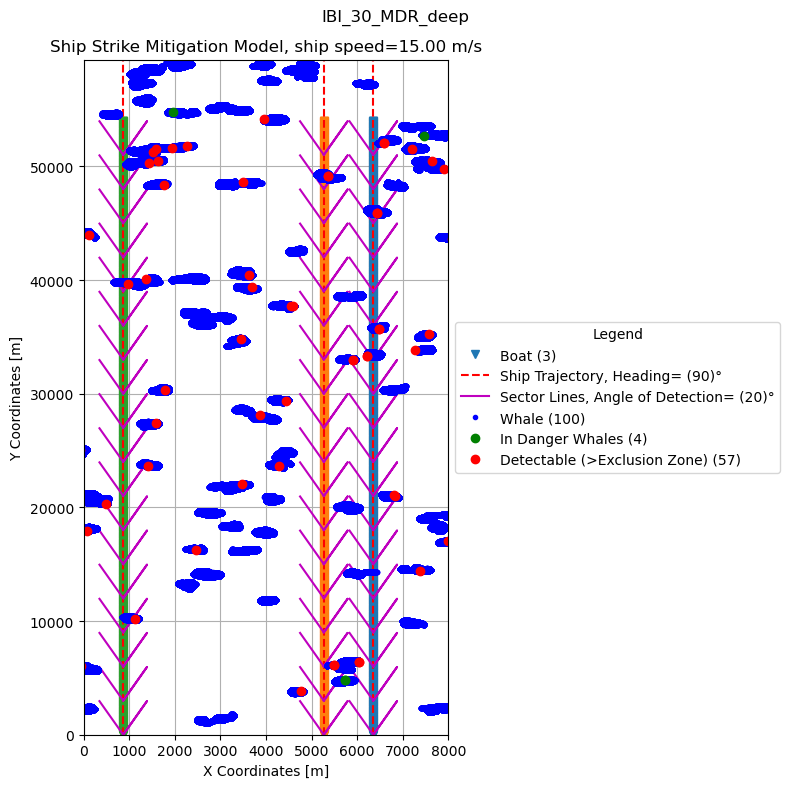 IBI_30_MDR_deep
Ship Strike Mitigation Model, ship speed=15.00 m/s
Y Coordinates [m]
50000
40000
30000
20000
10000
0
0 1000 2000 3000 4000 5000 6000 7000 8000
X Coordinates [m]
Legend
Boat (3)
Ship Trajectory, Heading= (90)°
Sector Lines, Angle of Detection= (20)°
Whale (100)
In Danger Whales (4)
Detectable (>Exclusion Zone) (57)